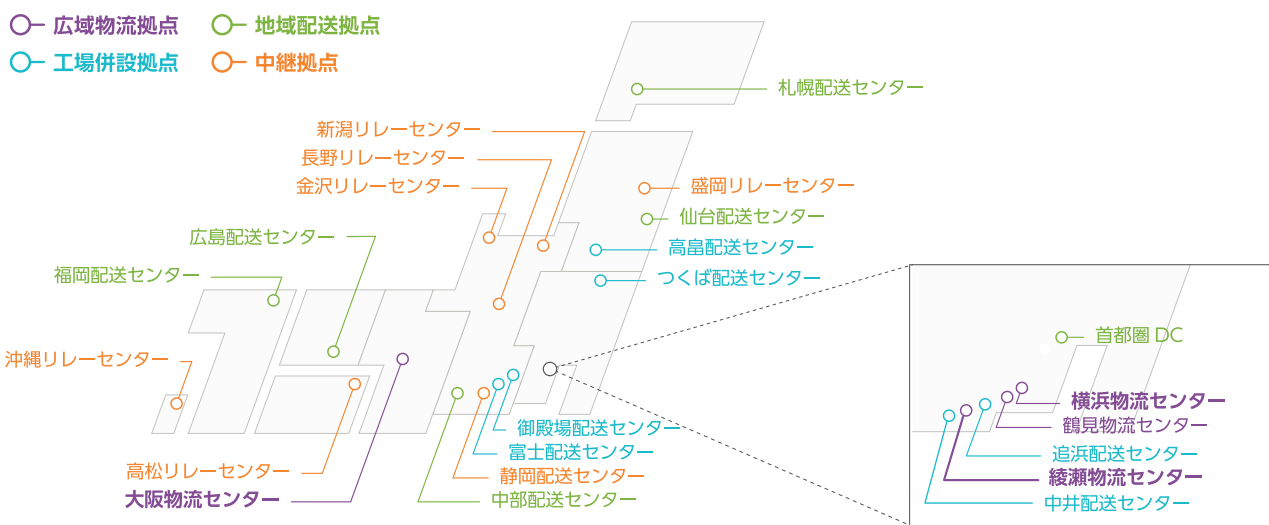 広域物流拠点
地域配送拠点
工場併設拠点
中継拠点
札幌配送センター
新潟リレーセンター
長野リレーセンター
金沢リレーセンター
盛岡リレーセンター
仙台配送センター
広島配送センター
高畠配送センター
福岡配送センター
つくば配送センター
首都圏 DC
沖縄リレーセンター
横浜物流センター
鶴見物流センター
御殿場配送センター
富士配送センター
追浜配送センター
高松リレーセンター
静岡配送センター
綾瀬物流センター
大阪物流センター
中部配送センター
中井配送センター